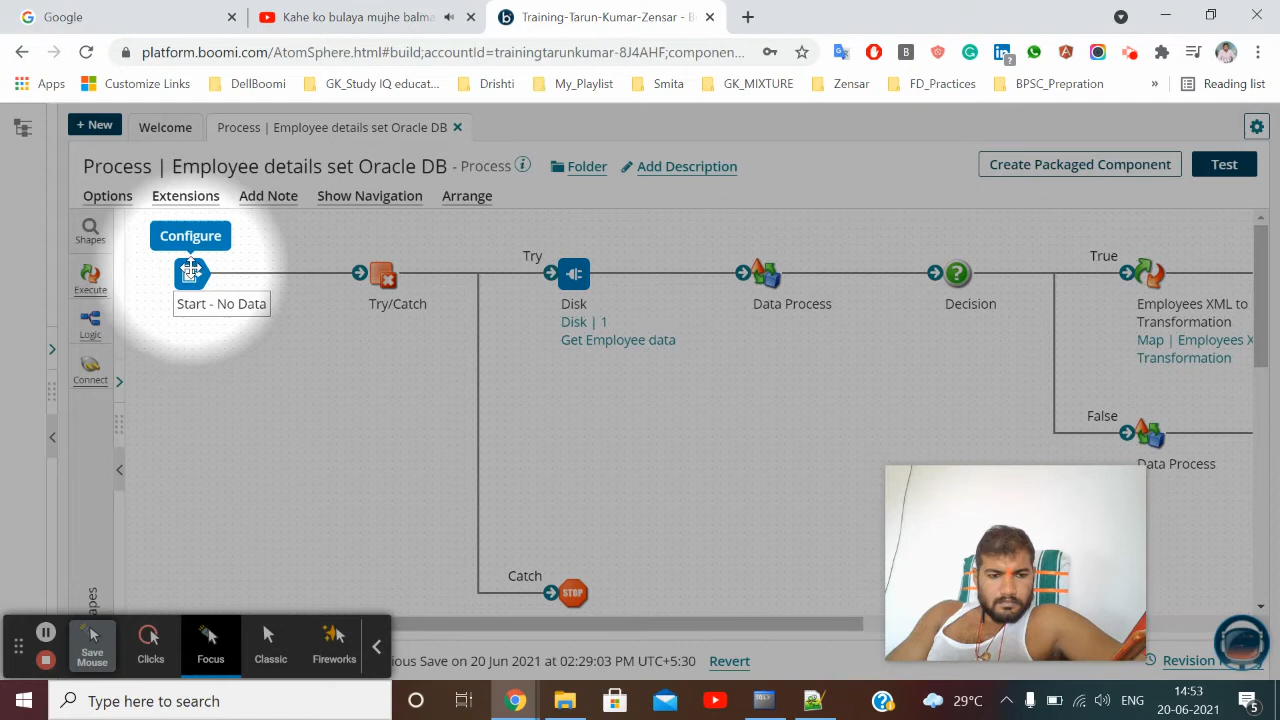 Google
Kahe ko bulaya mujhe balma
Training-Tarun-Kumar-Zensar - B
platform.boomi.com/AtomSphere.html#build;accountId=trainingtarunkumar-8J4AHF;componen...
Apps
Customize Links
DellBoomi
GK_Study IQ educat...
Drishti
My_Playlist
Smita
GK_MIXTURE
Zensar
FD_Practices
BPSC_Prepration
»
Reading list
+ New
Welcome
Process | Employee details set Oracle DB
Process | Employee details set Oracle DB - Process
Folder
Add Description
Create Packaged Component
Test
Options
Extensions
Add Note
Show Navigation
Arrange
Shapes
Execute
Logic
Connect
Configure
Start - No Data
Try/Catch
Try
Disk
Disk | 1
Get Employee data
Data Process
Decision
True
Employees XML to
Transformation
Map | Employees X
Transformation
False
Data Process
Catch
STOP
Save
Mouse
Clicks
Focus
Classic
Fireworks
ious Save on 20 Jun 2021 at 02:29:03 PM UTC+5:30
Revert
Revision
Type here to search
29°C
ENG
14:53
20-06-2021
5